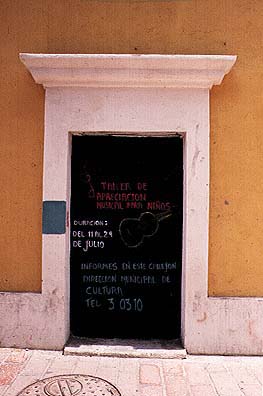 TALLER DE
APRECIACION
MUSICAL PARA NIÑOS
DURACION:
DEL 11 AL 29
DE JULIO
INFORMES EN ESTE CALLEJON
DIRECCION MUNICIPAL DE
CULTURA
TEL 3 03 10